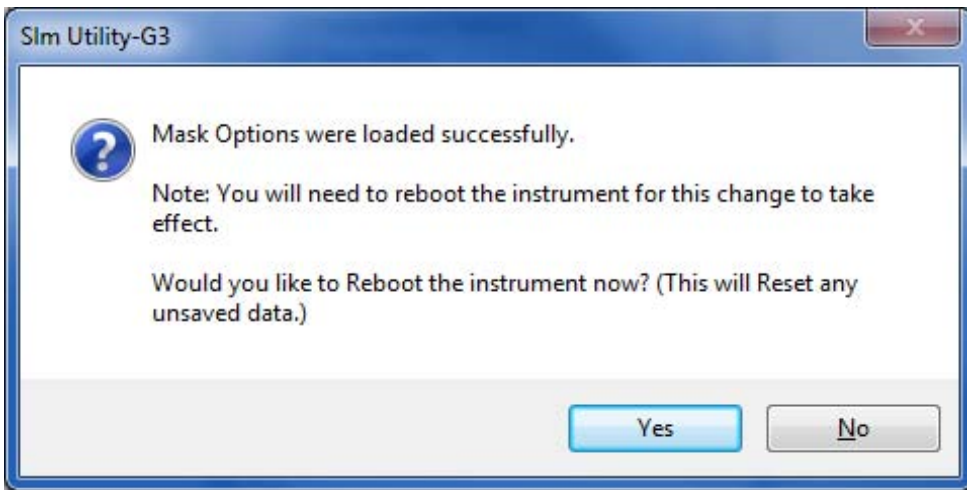 Slm Utility-G3
Mask Options were loaded successfully.
Note: You will need to reboot the instrument for this change to take
effect.
Would you like to Reboot the instrument now? (This will Reset any
unsaved data.)
Yes
No